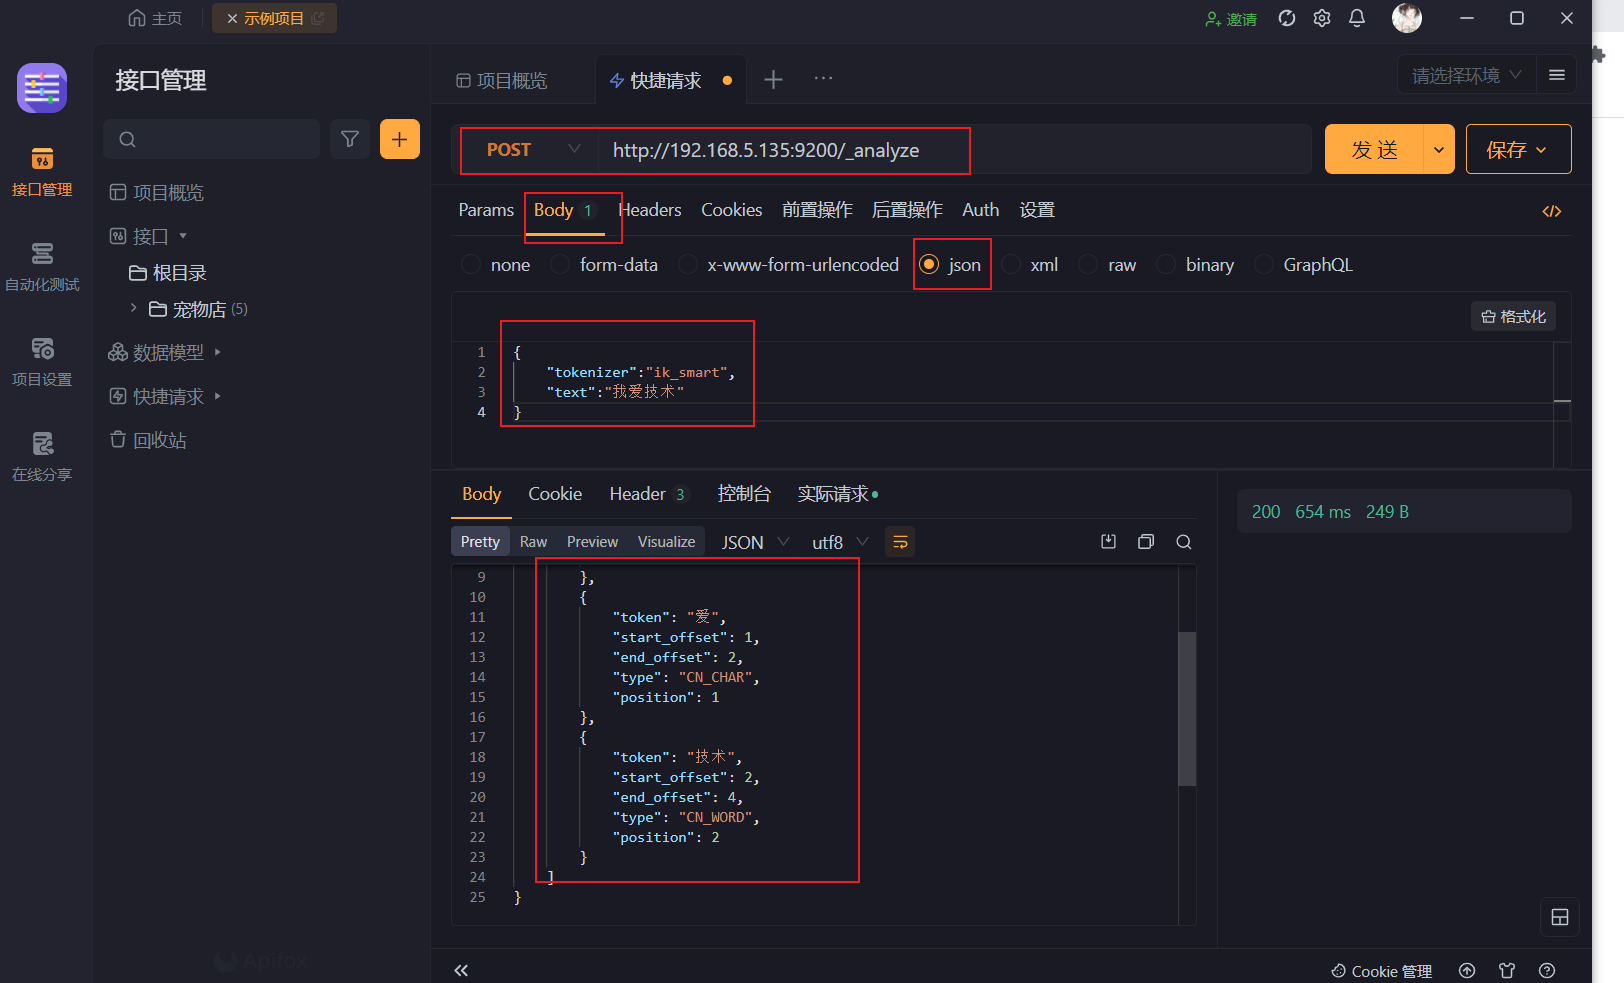 主页
示例项目
邀请
接口管理
自动化测试
项目设置
在线分享
接口管理
项目概览
接口
根目录
宠物店 (5)
数据模型
快捷请求
回收站
Apifox
项目概览
快捷请求
请选择环境
POST
http://192.168.5.135:9200/_analyze
发 送
保存
Params Body 1 Headers Cookies 前置操作 后置操作 Auth 设置
none form-data x-www-form-urlencoded json xml raw binary GraphQL
格式化
1 {
2 "tokenizer":"ik_smart",
3 "text":"我爱技术"
4 }
Body Cookie Header 3 控制台 实际请求
200 654 ms 249 B
Pretty Raw Preview Visualize JSON utf8
9 },
10 {
11 "token": "爱",
12 "start_offset": 1,
13 "end_offset": 2,
14 "type": "CN_CHAR",
15 "position": 1
16 },
17 {
18 "token": "技术",
19 "start_offset": 2,
20 "end_offset": 4,
21 "type": "CN_WORD",
22 "position": 2
23 }
24 ]
25 }
Cookie 管理